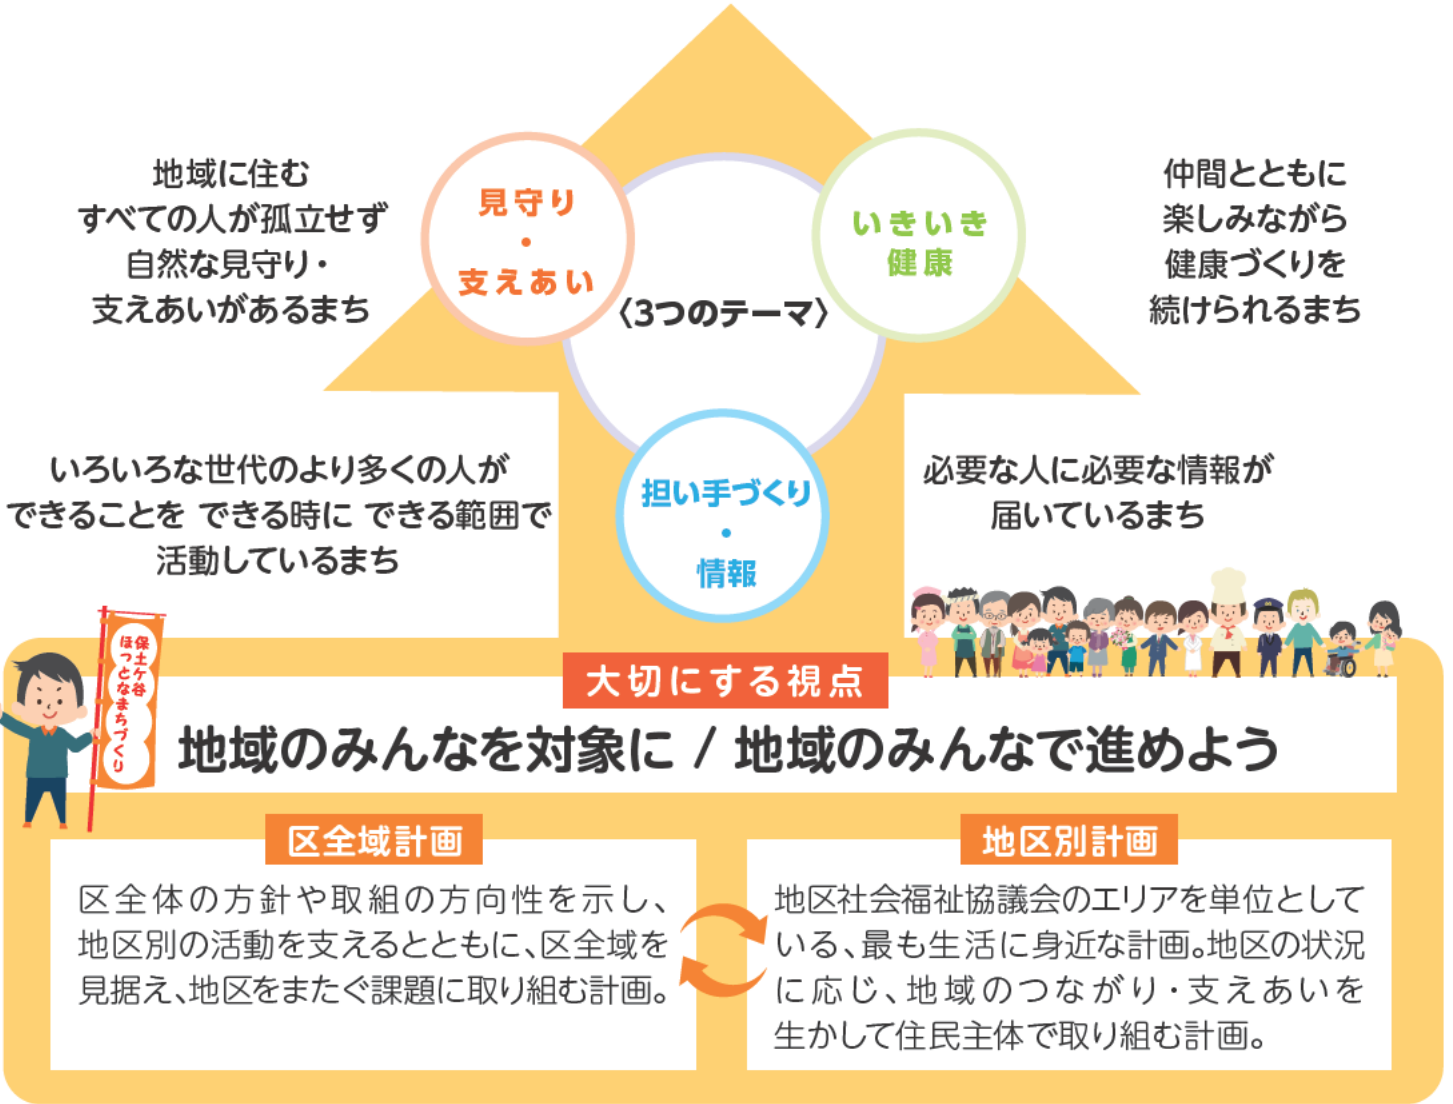 地域に住む
すべての人が孤立せず
自然な見守り・
支えあいがあるまち
見守り
・
支えあい
いきいき
健康
〈3つのテーマ〉
仲間とともに
楽しみながら
健康づくりを
続けられるまち
いろいろな世代のより多くの人が
できることを できる時に できる範囲で
活動しているまち
担い手づくり
・
情報
必要な人に必要な情報が
届いているまち
保土ケ谷
ほっとなまちづくり
大切にする視点
地域のみんなを対象に / 地域のみんなで進めよう
区全域計画
区全体の方針や取組の方向性を示し、
地区別の活動を支えるとともに、区全域を
見据え、地区をまたぐ課題に取り組む計画。
地区別計画
地区社会福祉協議会のエリアを単位として
いる、最も生活に身近な計画。地区の状況
に応じ、地域のつながり・支えあいを
生かして住民主体で取り組む計画。